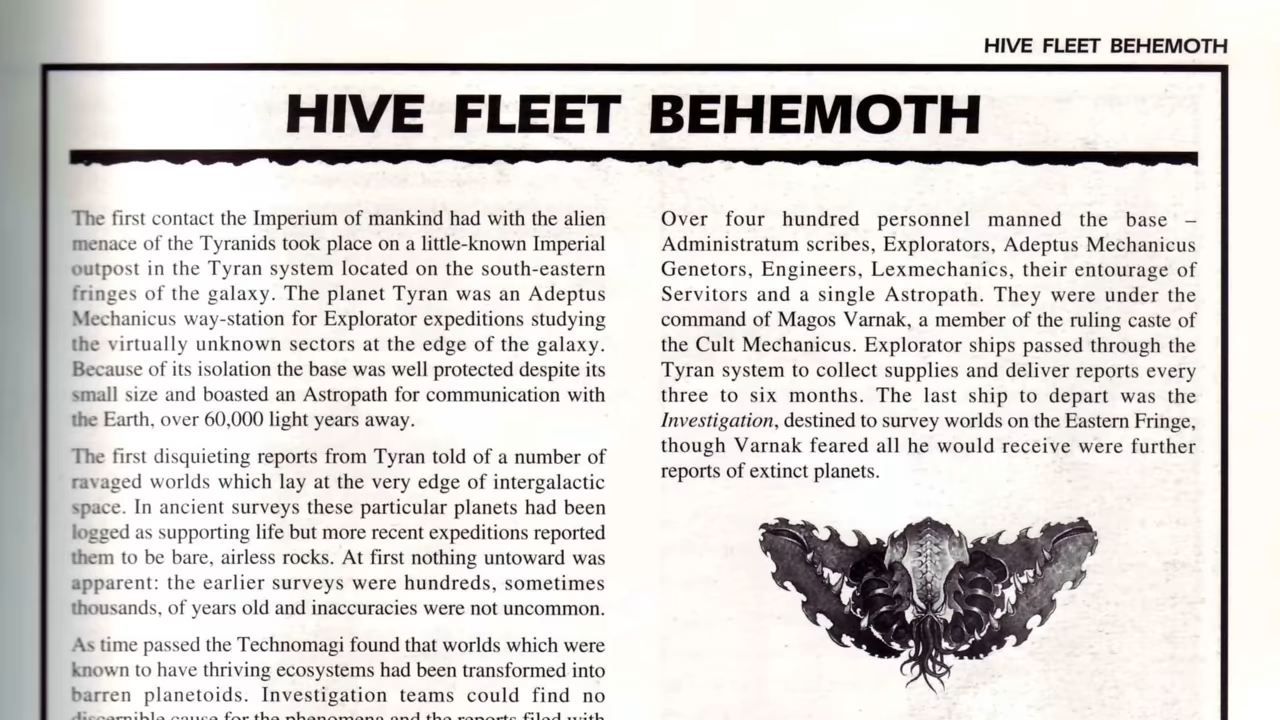 HIVE FLEET BEHEMOTH
HIVE FLEET BEHEMOTH
The first contact the Imperium of mankind had with the alien
menace of the Tyranids took place on a little-known Imperial
outpost in the Tyran system located on the south-eastern
fringes of the galaxy. The planet Tyran was an Adeptus
Mechanicus way-station for Explorator expeditions studying
the virtually unknown sectors at the edge of the galaxy.
Because of its isolation the base was well protected despite its
small size and boasted an Astropath for communication with
the Earth, over 60,000 light years away.
The first disquieting reports from Tyran told of a number of
ravaged worlds which lay at the very edge of intergalactic
space. In ancient surveys these particular planets had been
logged as supporting life but more recent expeditions reported
them to be bare, airless rocks. At first nothing untoward was
apparent: the earlier surveys were hundreds, sometimes
thousands, of years old and inaccuracies were not uncommon.
As time passed the Technomagi found that worlds which were
known to have thriving ecosystems had been transformed into
barren planetoids. Investigation teams could find no
discernible cause for the phenomena and the reports filed with
Over four hundred personnel manned the base –
Administratum scribes, Explorators, Adeptus Mechanicus
Genetors, Engineers, Lexmechanics, their entourage of
Servitors and a single Astropath. They were under the
command of Magos Varnak, a member of the ruling caste of
the Cult Mechanicus. Explorator ships passed through the
Tyran system to collect supplies and deliver reports every
three to six months. The last ship to depart was the
Investigation, destined to survey worlds on the Eastern Fringe,
though Varnak feared all he would receive were further
reports of extinct planets.